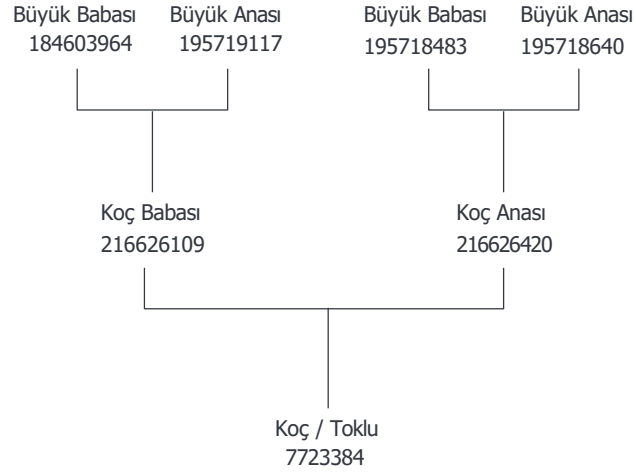 Büyük Babası Büyük Anası Büyük Babası Büyük Anası
184603964 195719117 195718483 195718640
Koç Babası Koç Anası
216626109 216626420
Koç / Toklu
7723384